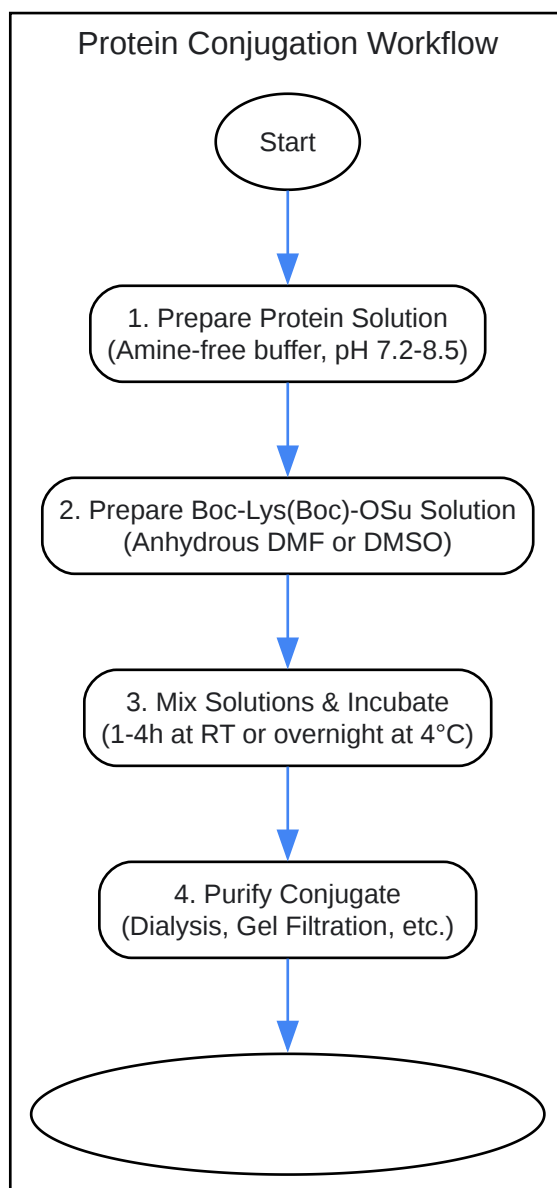 Protein Conjugation Workflow
Start
1. Prepare Protein Solution
(Amine-free buffer, pH 7.2-8.5)
2. Prepare Boc-Lys(Boc)-OSu Solution
(Anhydrous DMF or DMSO)
3. Mix Solutions & Incubate
(1-4h at RT or overnight at 4°C)
4. Purify Conjugate
(Dialysis, Gel Filtration, etc.)